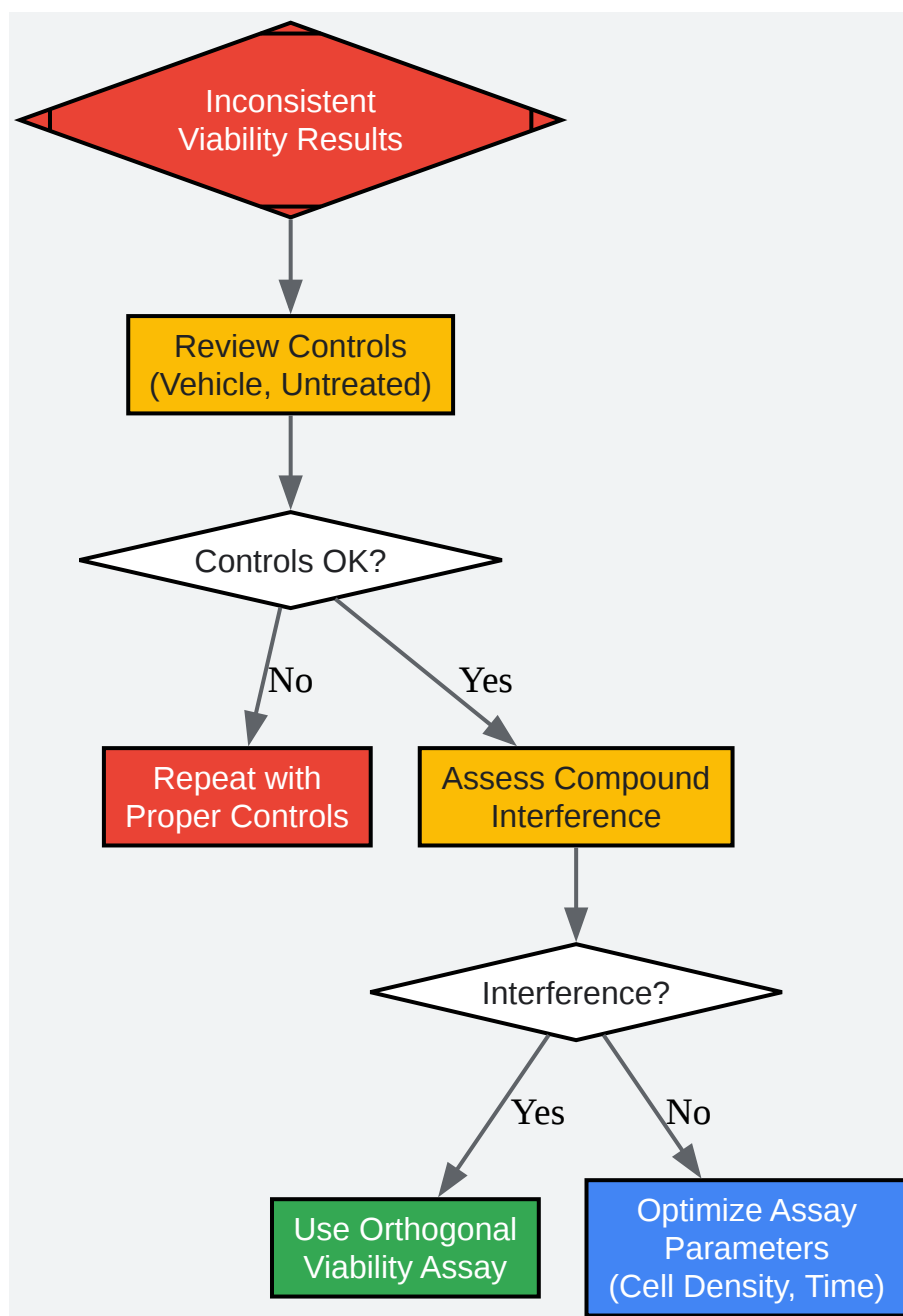 Inconsistent
Viability Results
Review Controls
(Vehicle, Untreated)
Controls OK?
No
Yes
Repeat with
Proper Controls
Assess Compound
Interference
Interference?
Yes
No
Use Orthogonal
Viability Assay
Optimize Assay
Parameters
(Cell Density, Time)